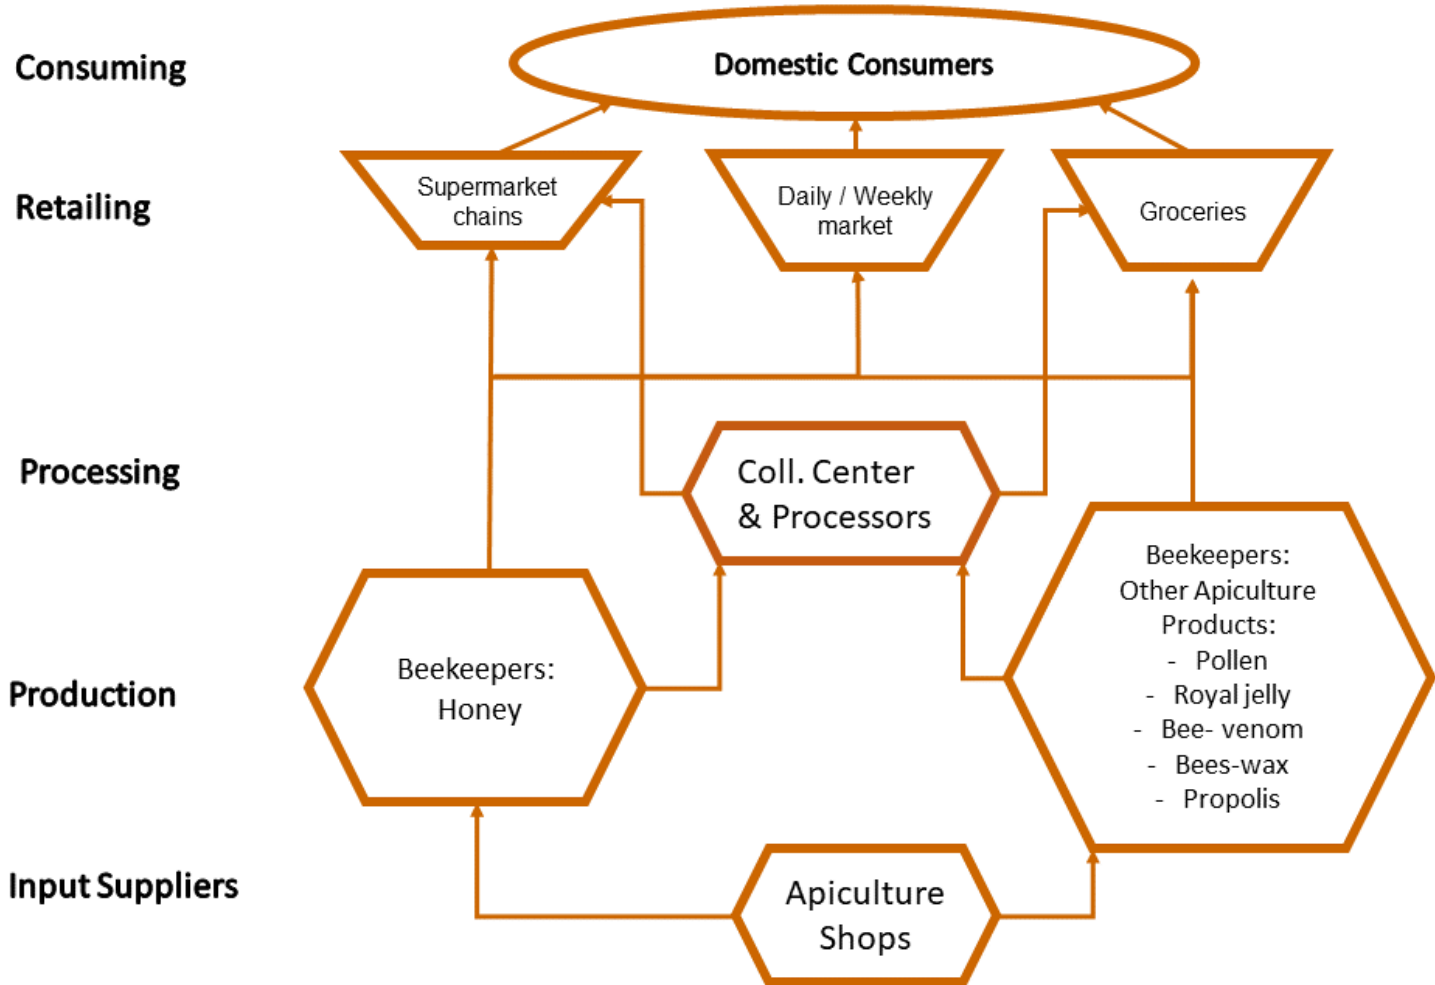 Consuming
Domestic Consumers
Retailing
Supermarket
chains
Daily / Weekly
market
Groceries
Processing
Coll. Center
& Processors
Production
Beekeepers:
Honey
Beekeepers:
Other Apiculture
Products:
- Pollen
- Royal jelly
- Bee- venom
- Bees-wax
- Propolis
Input Suppliers
Apiculture
Shops